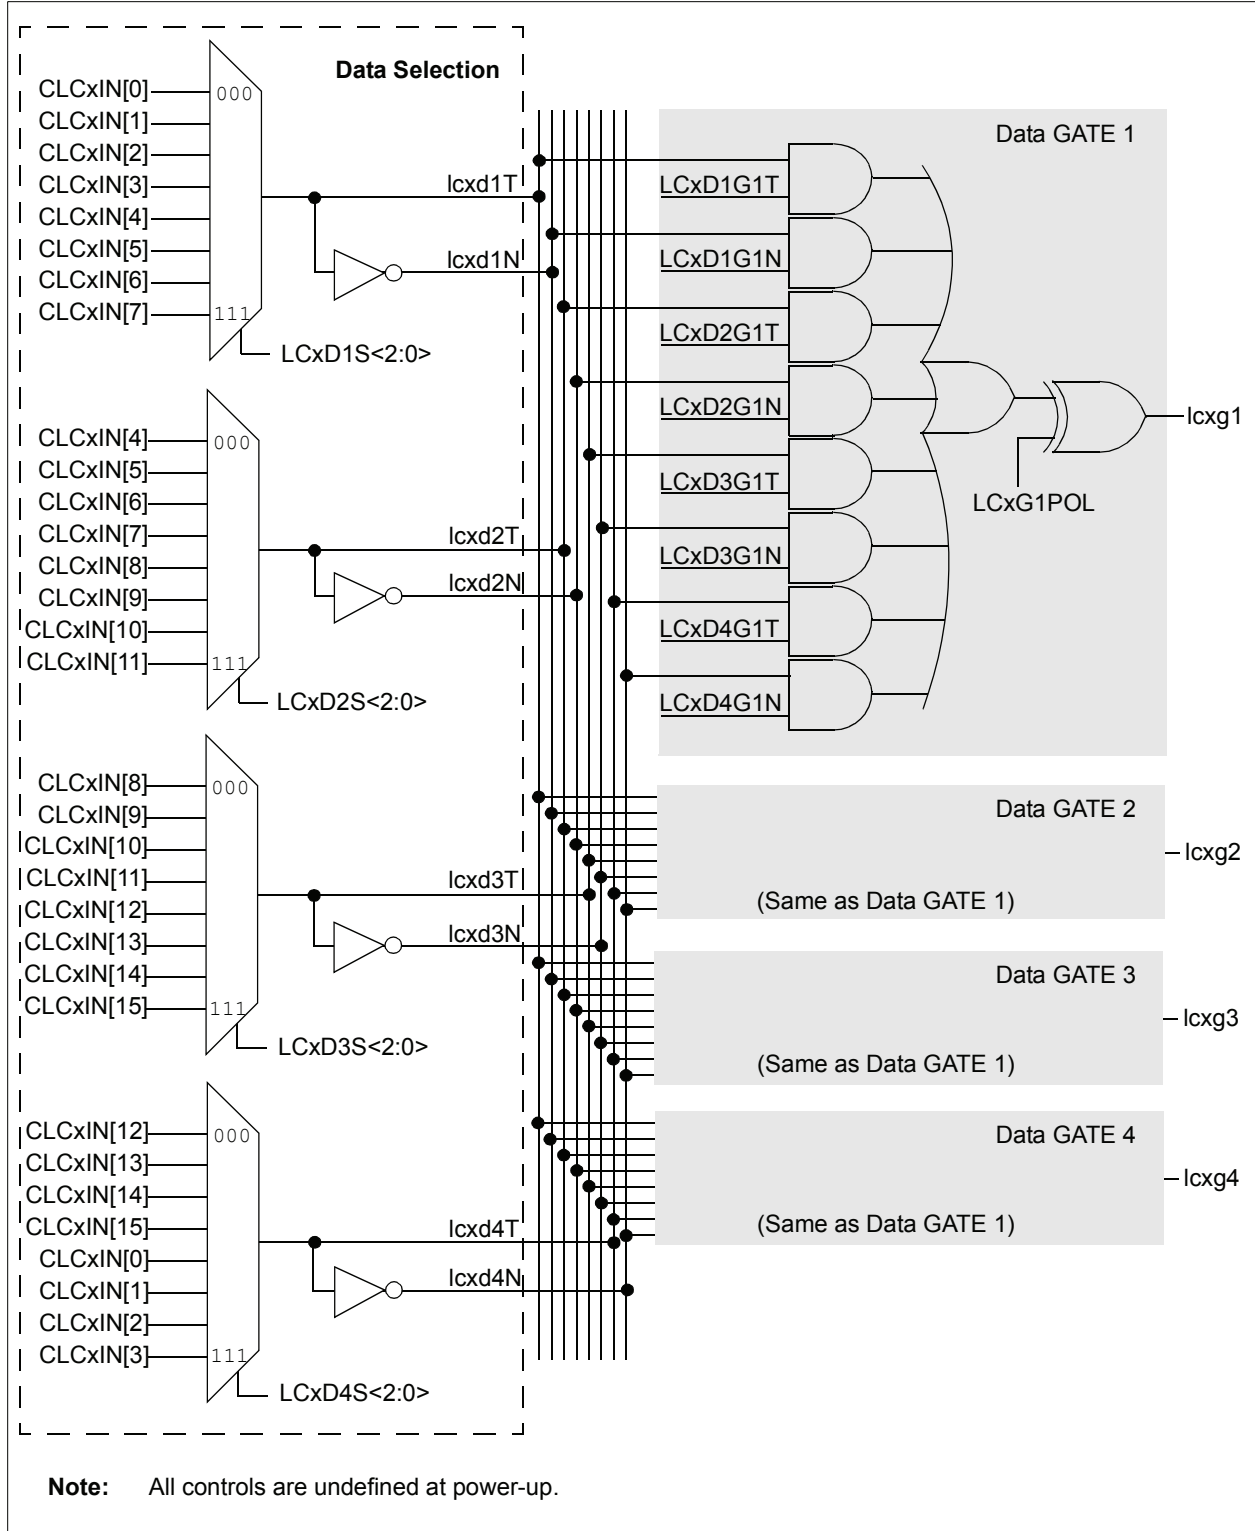 Data Selection
CLCxIN[0]
CLCxIN[1]
CLCxIN[2]
CLCxIN[3]
CLCxIN[4]
CLCxIN[5]
CLCxIN[6]
CLCxIN[7]
000
111
LCxD1S<2:0>
lcxd1T
lcxd1N
CLCxIN[4]
CLCxIN[5]
CLCxIN[6]
CLCxIN[7]
CLCxIN[8]
CLCxIN[9]
CLCxIN[10]
CLCxIN[11]
000
111
LCxD2S<2:0>
lcxd2T
lcxd2N
CLCxIN[8]
CLCxIN[9]
CLCxIN[10]
CLCxIN[11]
CLCxIN[12]
CLCxIN[13]
CLCxIN[14]
CLCxIN[15]
000
111
LCxD3S<2:0>
lcxd3T
lcxd3N
CLCxIN[12]
CLCxIN[13]
CLCxIN[14]
CLCxIN[15]
CLCxIN[0]
CLCxIN[1]
CLCxIN[2]
CLCxIN[3]
000
111
LCxD4S<2:0>
lcxd4T
lcxd4N
Data GATE 1
LCxD1G1T
LCxD1G1N
LCxD2G1T
LCxD2G1N
LCxD3G1T
LCxD3G1N
LCxD4G1T
LCxD4G1N
LCxG1POL
lcxg1
Data GATE 2
(Same as Data GATE 1)
lcxg2
Data GATE 3
(Same as Data GATE 1)
lcxg3
Data GATE 4
(Same as Data GATE 1)
lcxg4
Note: All controls are undefined at power-up.